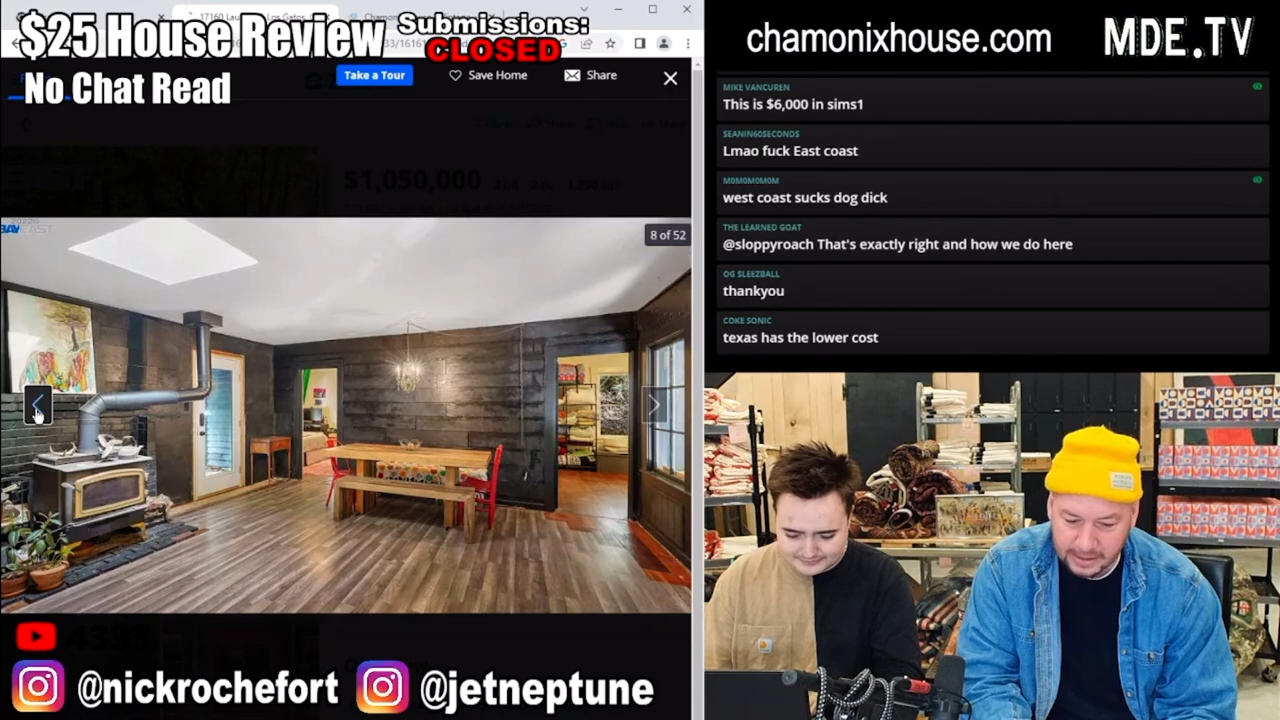 $25 House Review
Submissions:
CLOSED
No Chat Read
Take a Tour
Save Home
Share
$1,050,000
8 of 52
@nickrochefort
@jetneptune
chamonixhouse.com
MDE.TV
MIKE VANCUREN
This is $6,000 in sims1
SEANIN60SECONDS
Lmao fuck East coast
M0M0M0M0M
west coast sucks dog dick
THE LEARNED GOAT
@sloppyroach That's exactly right and how we do here
OG SLEEZBALL
thankyou
COKE SONIC
texas has the lower cost